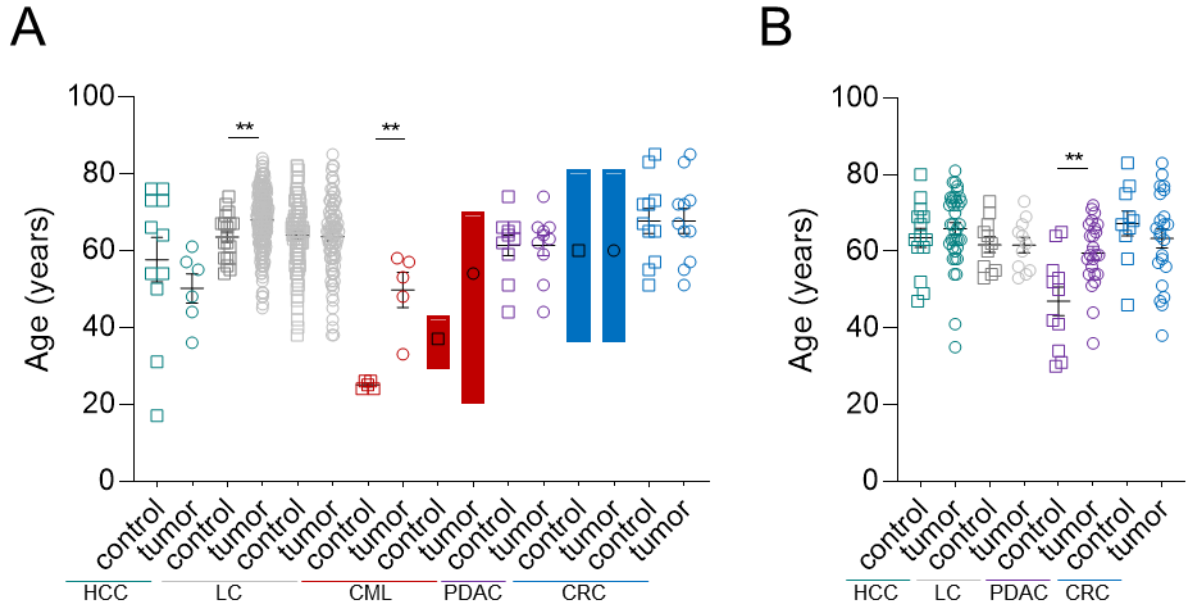 A
Age (years)
100
80
60
40
20
0
**
**
control
tumor
control
tumor
control
tumor
control
tumor
control
tumor
control
tumor
control
tumor
control
tumor
HCC
LC
CML
PDAC
CRC
B
Age (years)
100
80
60
40
20
0
**
control
tumor
control
tumor
control
tumor
control
tumor
HCC
LC
PDAC
CRC